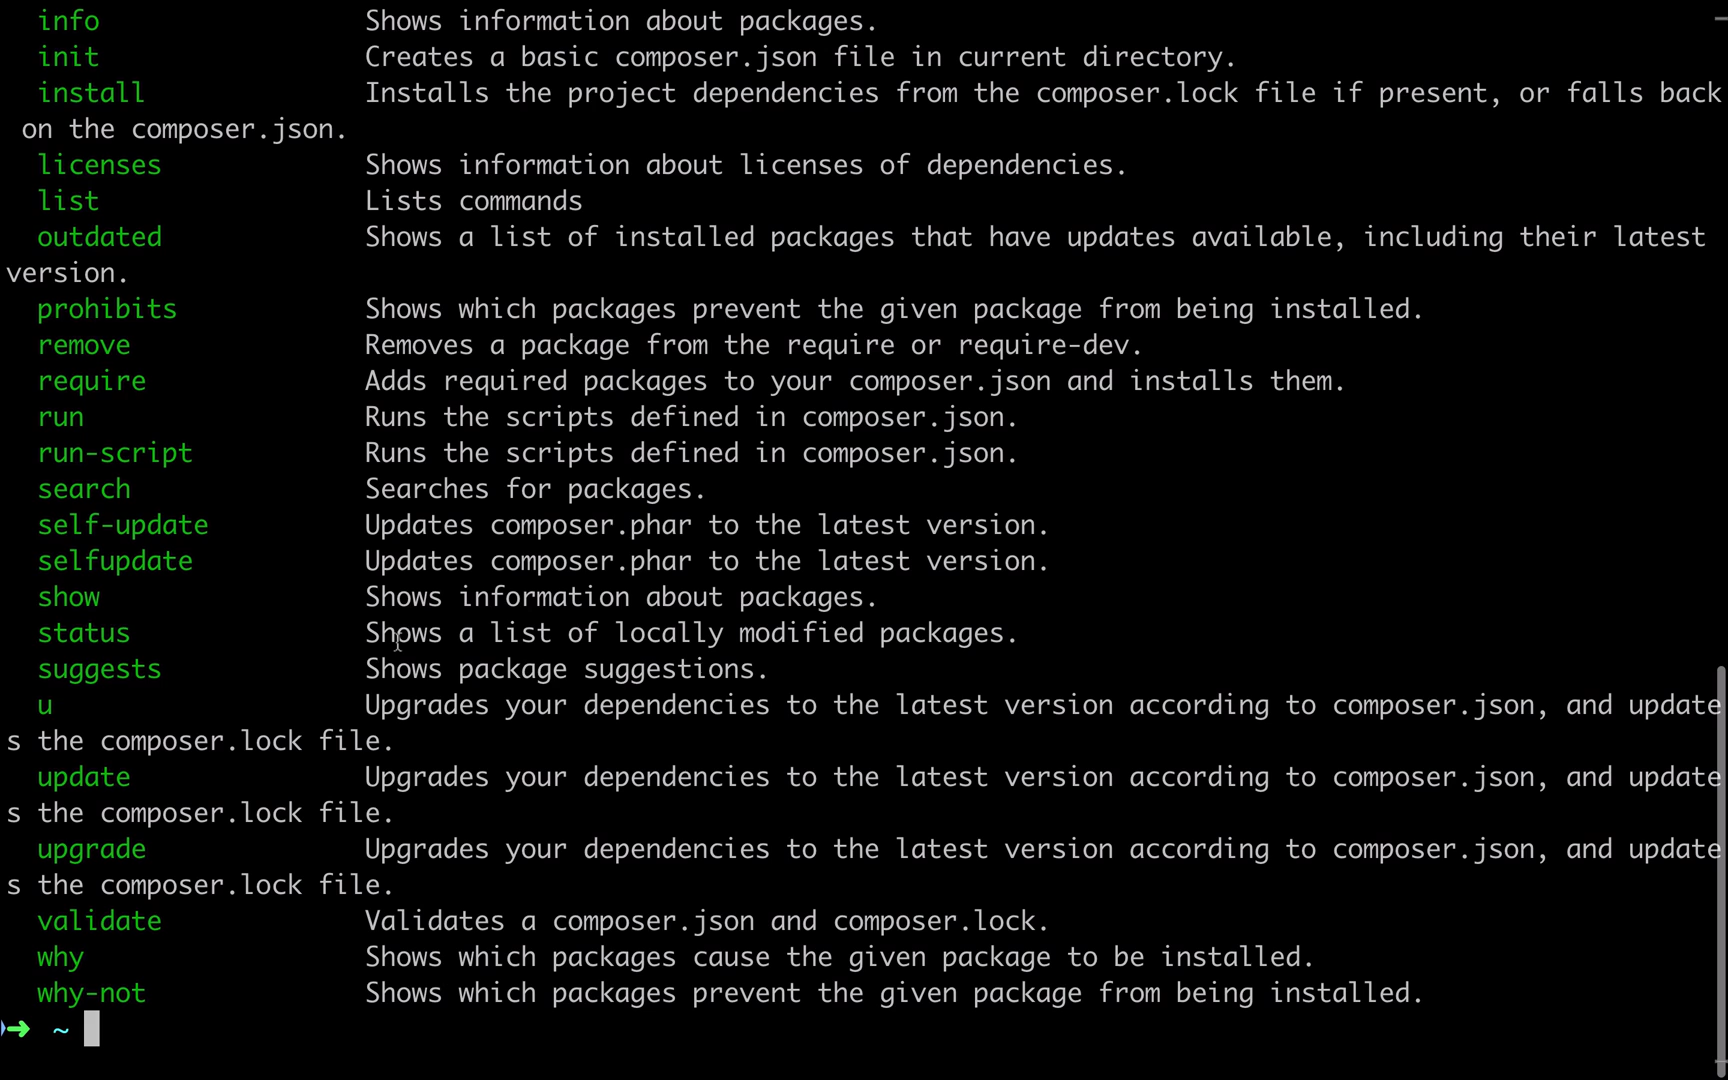 info Shows information about packages.
init Creates a basic composer.json file in current directory.
install Installs the project dependencies from the composer.lock file if present, or falls back
on the composer.json.
licenses Shows information about licenses of dependencies.
list Lists commands
outdated Shows a list of installed packages that have updates available, including their latest
version.
prohibits Shows which packages prevent the given package from being installed.
remove Removes a package from the require or require-dev.
require Adds required packages to your composer.json and installs them.
run Runs the scripts defined in composer.json.
run-script Runs the scripts defined in composer.json.
search Searches for packages.
self-update Updates composer.phar to the latest version.
selfupdate Updates composer.phar to the latest version.
show Shows information about packages.
status Shows a list of locally modified packages.
suggests Shows package suggestions.
u Upgrades your dependencies to the latest version according to composer.json, and update
s the composer.lock file.
update Upgrades your dependencies to the latest version according to composer.json, and update
s the composer.lock file.
upgrade Upgrades your dependencies to the latest version according to composer.json, and update
s the composer.lock file.
validate Validates a composer.json and composer.lock.
why Shows which packages cause the given package to be installed.
why-not Shows which packages prevent the given package from being installed.
➜ ~